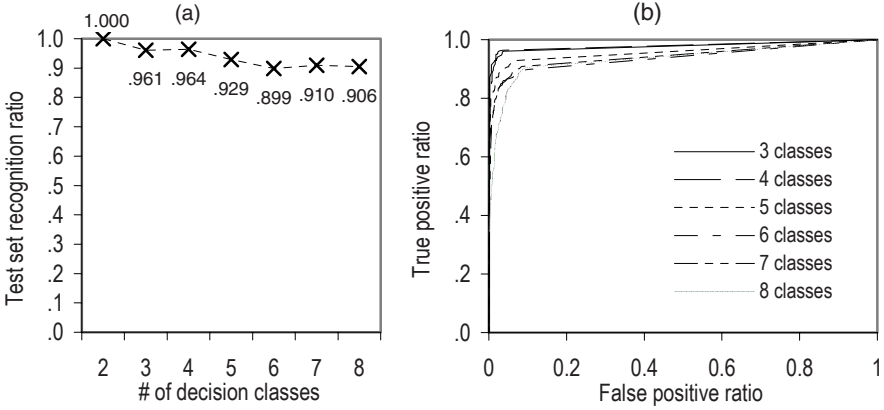 (a)
1.000
.961
.964
.929
.899
.910
.906
1.0
.9
.8
.7
.6
.5
.4
.3
.2
.1
.0
Test set recognition ratio
2 3 4 5 6 7 8
# of decision classes
(b)
1.0
.8
.6
.4
.2
.0
True positive ratio
3 classes
4 classes
5 classes
6 classes
7 classes
8 classes
0 0.2 0.4 0.6 0.8 1
False positive ratio